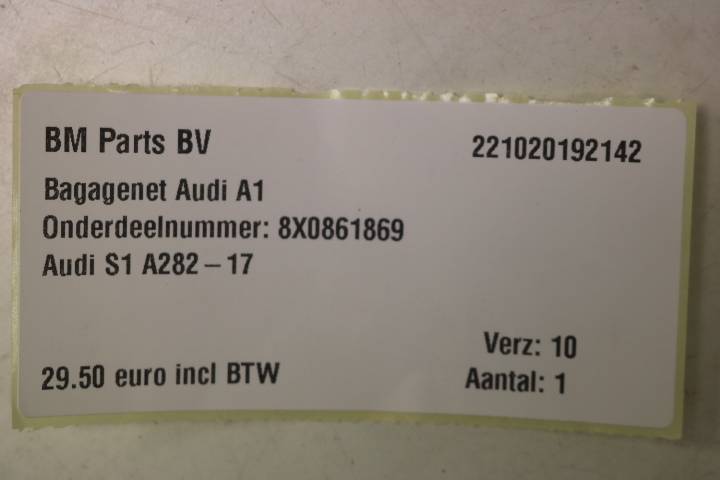 BM Parts BV 221020192142
Bagagenet Audi A1
Onderdeelnummer: 8X0861869
Audi S1 A282 – 17
Verz: 10
29.50 euro incl BTW Aantal: 1